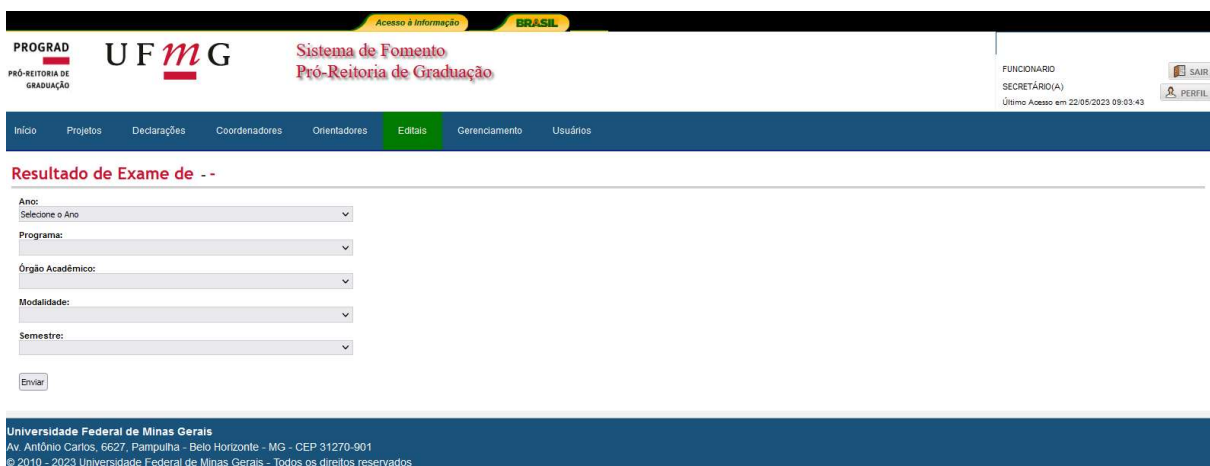 Acesso à Informação BRASIL
PROGRAD
PRÓ-REITORIA DE
GRADUAÇÃO
UFmG
Sistema de Fomento
Pró-Reitoria de Graduação
FUNCIONARIO
SECRETÁRIO(A)
Último Acesso em 22/05/2023 09:03:43
SAIR
PERFIL
Início Projetos Declarações Coordenadores Orientadores Editais Gerenciamento Usuários
Resultado de Exame de - -
Ano:
Selecione o Ano
Programa:
Órgão Acadêmico:
Modalidade:
Semestre:
Enviar
Universidade Federal de Minas Gerais
Av. Antônio Carlos, 6627, Pampulha - Belo Horizonte - MG - CEP 31270-901
© 2010 - 2023 Universidade Federal de Minas Gerais - Todos os direitos reservados